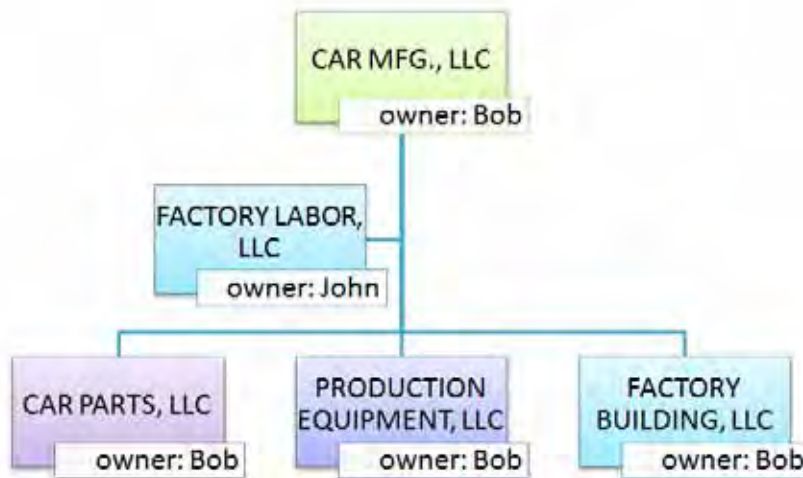 CAR MFG., LLC
owner: Bob
FACTORY LABOR,
LLC
owner: John
CAR PARTS, LLC
owner: Bob
PRODUCTION
EQUIPMENT, LLC
owner: Bob
FACTORY
BUILDING, LLC
owner: Bob